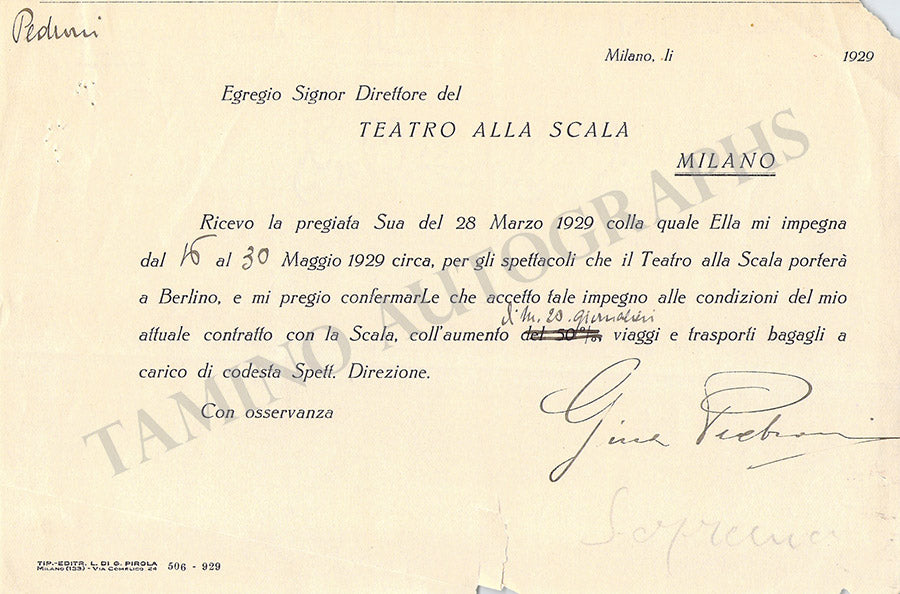 Pedroni
Milano, li 1929
Egregio Signor Direttore del
TEATRO ALLA SCALA
MILANO
Ricevo la pregiata Sua del 28 Marzo 1929 colla quale Ella mi impegna
dal 16 al 30 Maggio 1929 circa, per gli spettacoli che il Teatro alla Scala porterà
a Berlino, e mi pregio confermarLe che accetto tale impegno alle condizioni del mio
di M. 20. giornalieri
attuale contratto con la Scala, coll'aumento del 50% viaggi e trasporti bagagli a
carico di codesta Spett. Direzione.
Con osservanza
Gina Pedroni
Soprano
TIP.-EDITR. L. DI G. PIROLA
MILANO (133) - VIA COMELICO, 24 506 - 929
TAMINO AUTOGRAPHS